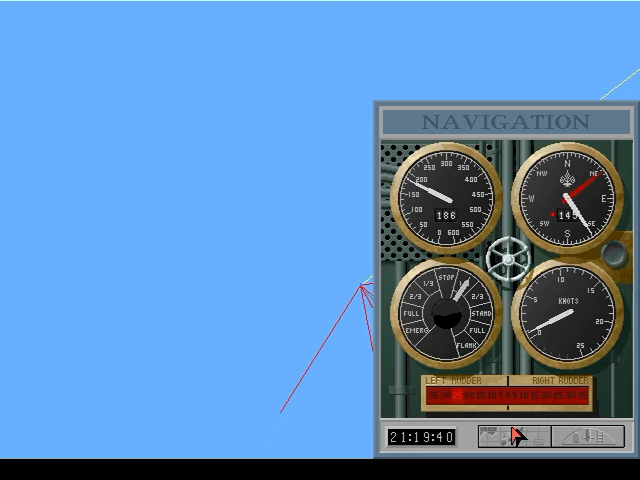 NAVIGATION
250 300 350
200 400
150 450
100 500
50 0 600 550
186
N
NW NE
W E
SW SE
S
STOP
1/3 1/3
2/3 2/3
FULL STAND
EMERG FULL
FLANK
10
5 15
KNOTS
0 20
25
LEFT RUDDER RIGHT RUDDER
21:19:40